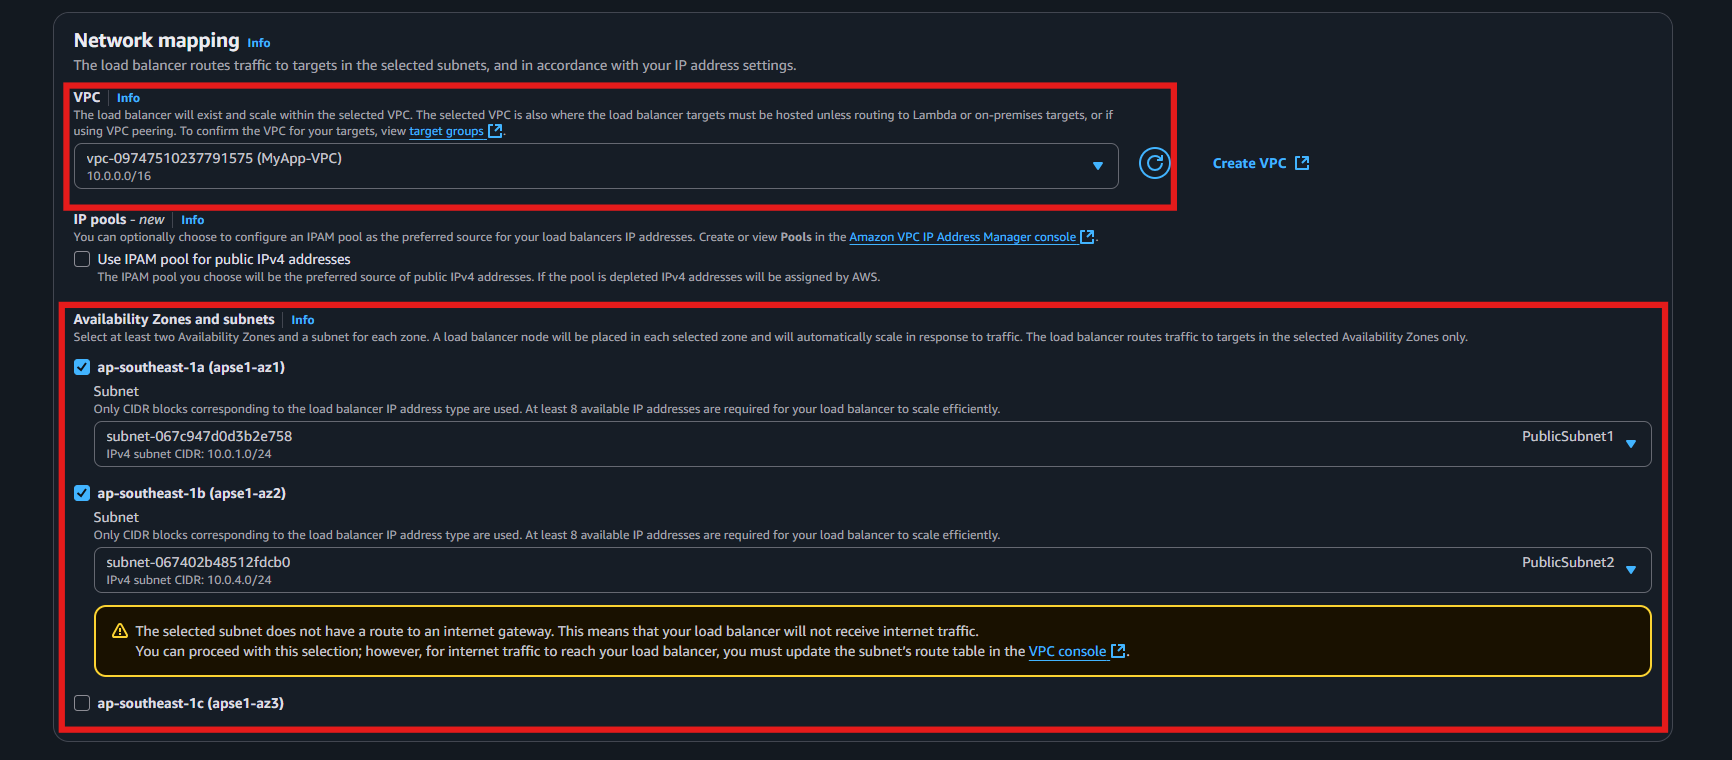 Network mapping Info
The load balancer routes traffic to targets in the selected subnets, and in accordance with your IP address settings.
VPC Info
The load balancer will exist and scale within the selected VPC. The selected VPC is also where the load balancer targets must be hosted unless routing to Lambda or on-premises targets, or if
using VPC peering. To confirm the VPC for your targets, view target groups.
vpc-09747510237791575 (MyApp-VPC)
10.0.0.0/16
Create VPC
IP pools - new Info
You can optionally choose to configure an IPAM pool as the preferred source for your load balancers IP addresses. Create or view Pools in the Amazon VPC IP Address Manager console.
Use IPAM pool for public IPv4 addresses
The IPAM pool you choose will be the preferred source of public IPv4 addresses. If the pool is depleted IPv4 addresses will be assigned by AWS.
Availability Zones and subnets Info
Select at least two Availability Zones and a subnet for each zone. A load balancer node will be placed in each selected zone and will automatically scale in response to traffic. The load balancer routes traffic to targets in the selected Availability Zones only.
ap-southeast-1a (apse1-az1)
Subnet
Only CIDR blocks corresponding to the load balancer IP address type are used. At least 8 available IP addresses are required for your load balancer to scale efficiently.
subnet-067c947d0d3b2e758 PublicSubnet1
IPv4 subnet CIDR: 10.0.1.0/24
ap-southeast-1b (apse1-az2)
Subnet
Only CIDR blocks corresponding to the load balancer IP address type are used. At least 8 available IP addresses are required for your load balancer to scale efficiently.
subnet-067402b48512fdcb0 PublicSubnet2
IPv4 subnet CIDR: 10.0.4.0/24
The selected subnet does not have a route to an internet gateway. This means that your load balancer will not receive internet traffic.
You can proceed with this selection; however, for internet traffic to reach your load balancer, you must update the subnet's route table in the VPC console.
ap-southeast-1c (apse1-az3)